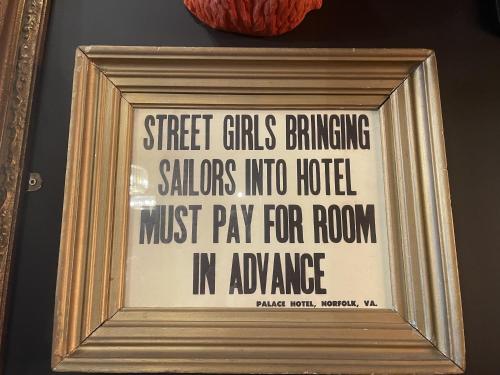 STREET GIRLS BRINGING
SAILORS INTO HOTEL
MUST PAY FOR ROOM
IN ADVANCE
PALACE HOTEL, NORFOLK, VA.